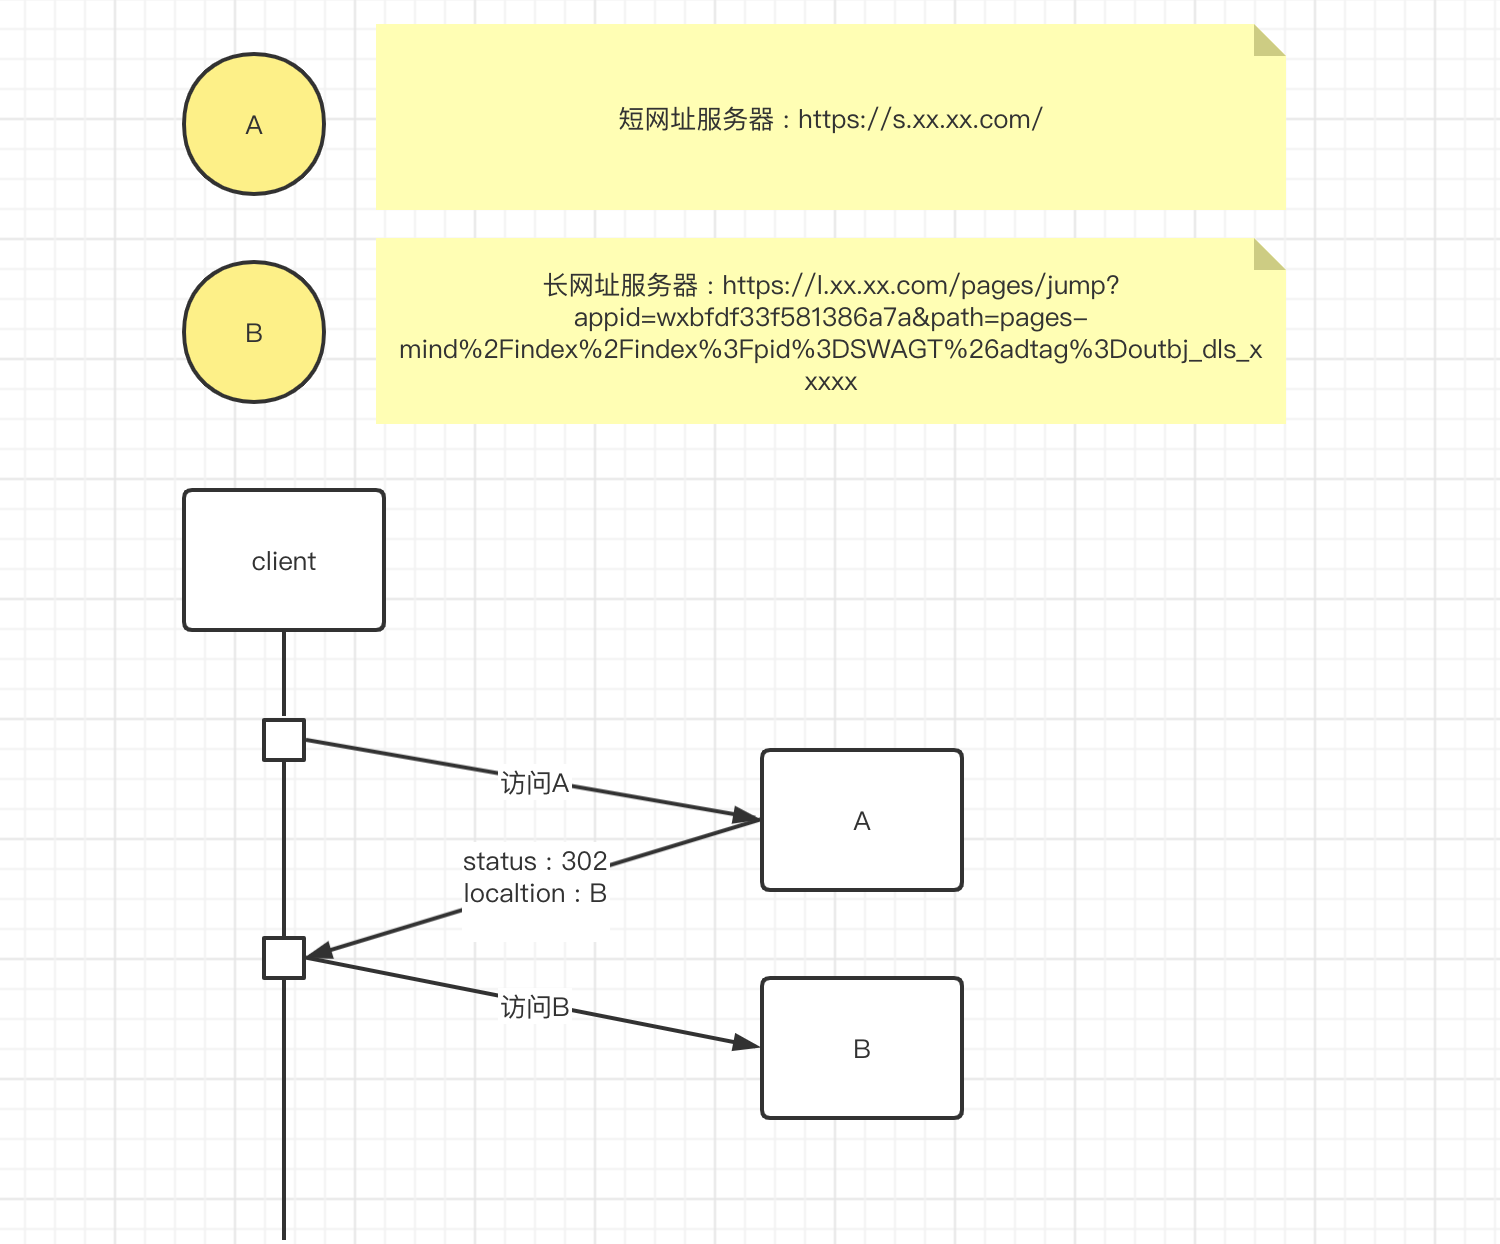 A
短网址服务器：https://s.xx.xx.com/
B
长网址服务器：https://l.xx.xx.com/pages/jump?
appid=wxbfdf33f581386a7a&path=pages-
mind%2Findex%2Findex%3Fpid%3DSWAGT%26adtag%3Doutbj_dls_x
xxxx
client
访问A
A
status：302
localtion：B
访问B
B